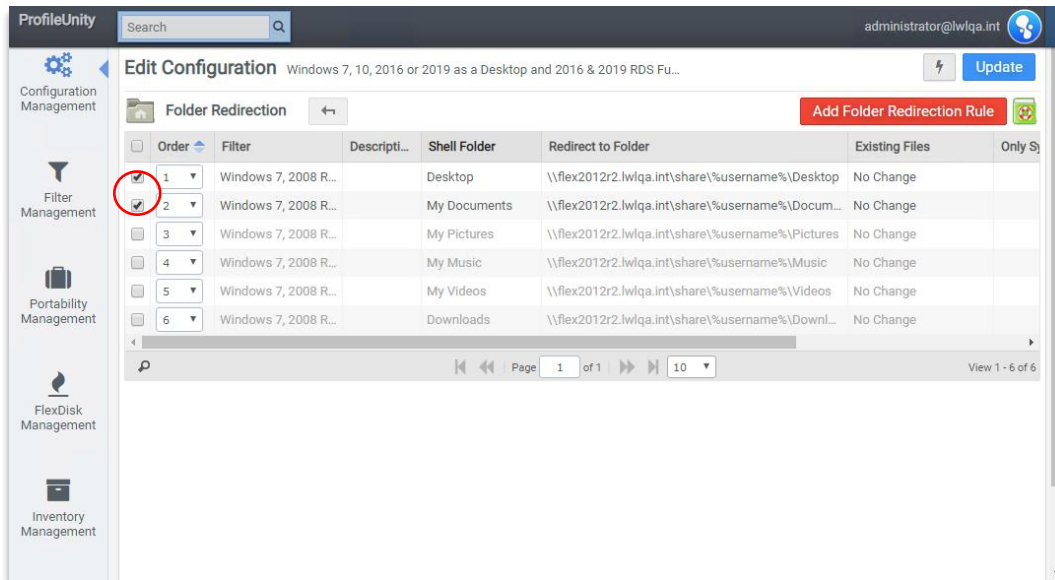 ProfileUnity
Search
administrator@lwlqa.int
Configuration
Management
Edit Configuration Windows 7, 10, 2016 or 2019 as a Desktop and 2016 & 2019 RDS Fu...
Update
Folder Redirection
Add Folder Redirection Rule
Order Filter Descripti... Shell Folder Redirect to Folder Existing Files Only Sy
1 Windows 7, 2008 R... Desktop \\flex2012r2.lwlqa.int\share\%username%\Desktop No Change
2 Windows 7, 2008 R... My Documents \\flex2012r2.lwlqa.int\share\%username%\Docum... No Change
3 Windows 7, 2008 R... My Pictures \\flex2012r2.lwlqa.int\share\%username%\Pictures No Change
4 Windows 7, 2008 R... My Music \\flex2012r2.lwlqa.int\share\%username%\Music No Change
5 Windows 7, 2008 R... My Videos \\flex2012r2.lwlqa.int\share\%username%\Videos No Change
6 Windows 7, 2008 R... Downloads \\flex2012r2.lwlqa.int\share\%username%\Downl... No Change
Page 1 of 1 10 View 1 - 6 of 6
Filter
Management
Portability
Management
FlexDisk
Management
Inventory
Management